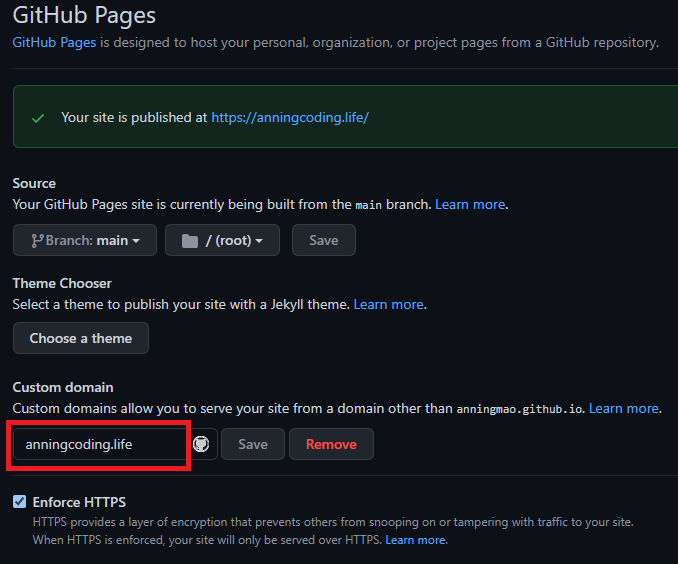 GitHub Pages
GitHub Pages is designed to host your personal, organization, or project pages from a GitHub repository.
Your site is published at https://anningcoding.life/
Source
Your GitHub Pages site is currently being built from the main branch. Learn more.
Branch: main / (root) Save
Theme Chooser
Select a theme to publish your site with a Jekyll theme. Learn more.
Choose a theme
Custom domain
Custom domains allow you to serve your site from a domain other than anningmao.github.io. Learn more.
anningcoding.life Save Remove
Enforce HTTPS
HTTPS provides a layer of encryption that prevents others from snooping on or tampering with traffic to your site.
When HTTPS is enforced, your site will only be served over HTTPS. Learn more.